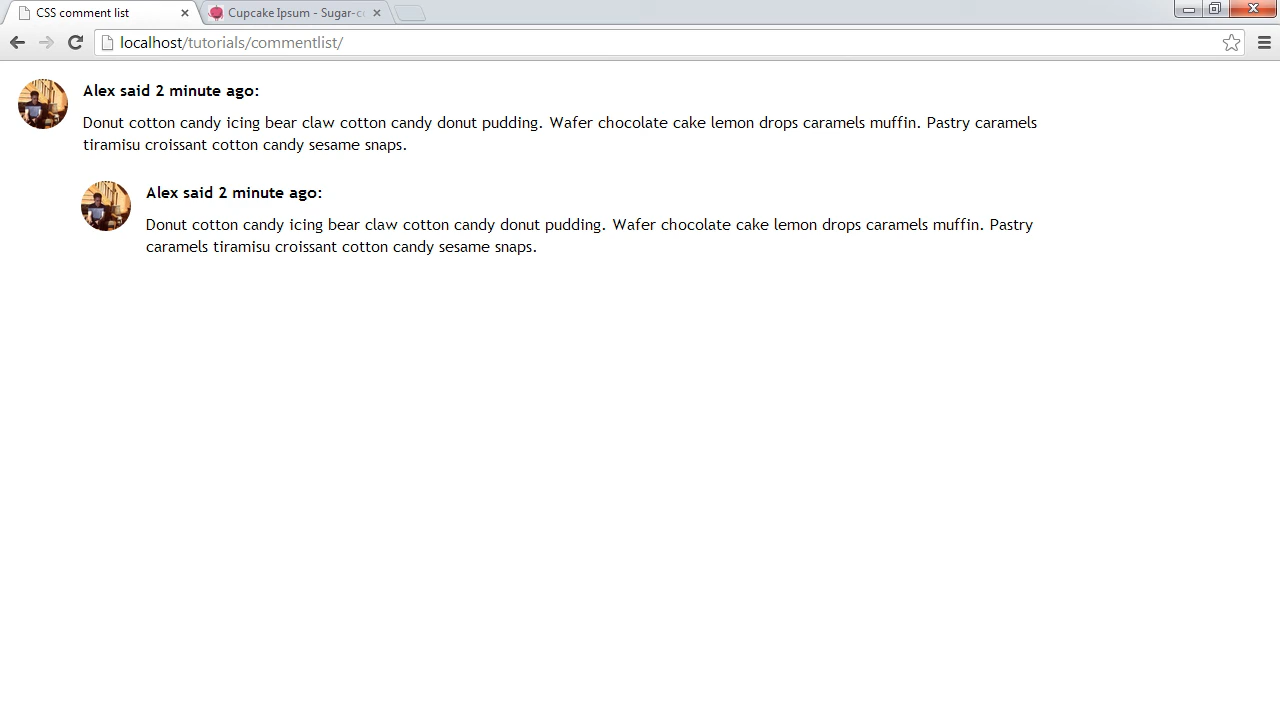 CSS comment list
Cupcake Ipsum - Sugar-c
localhost/tutorials/commentlist/
Alex said 2 minute ago:
Donut cotton candy icing bear claw cotton candy donut pudding. Wafer chocolate cake lemon drops caramels muffin. Pastry caramels
tiramisu croissant cotton candy sesame snaps.
Alex said 2 minute ago:
Donut cotton candy icing bear claw cotton candy donut pudding. Wafer chocolate cake lemon drops caramels muffin. Pastry
caramels tiramisu croissant cotton candy sesame snaps.